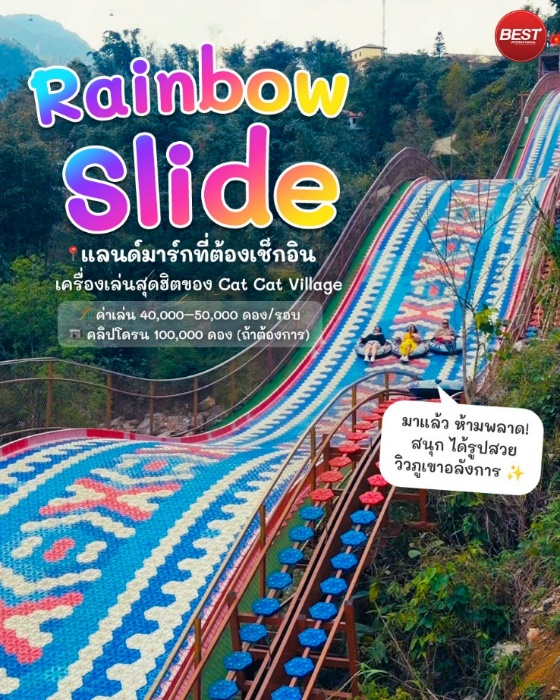 BEST
INTERNATIONAL
Rainbow
Slide
📍แลนด์มาร์กที่ต้องเช็กอิน
เครื่องเล่นสุดฮิตของ Cat Cat Village
ค่าเล่น 40,000–50,000 ดอง/รอบ
คลิปโดรน 100,000 ดอง (ถ้าต้องการ)
มาแล้ว ห้ามพลาด!
สนุก ได้รูปสวย
วิวภูเขาอลังการ ✨